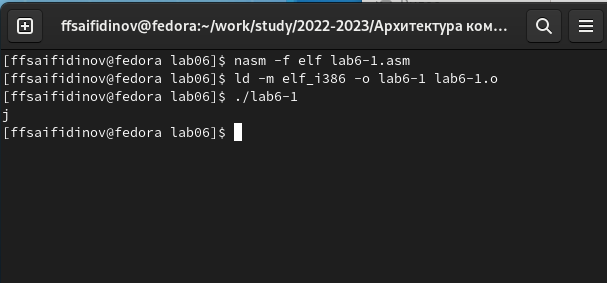 ffsaifidinov@fedora:~/work/study/2022-2023/Архитектура ком…
[ffsaifidinov@fedora lab06]$ nasm -f elf lab6-1.asm
[ffsaifidinov@fedora lab06]$ ld -m elf_i386 -o lab6-1 lab6-1.o
[ffsaifidinov@fedora lab06]$ ./lab6-1
j
[ffsaifidinov@fedora lab06]$